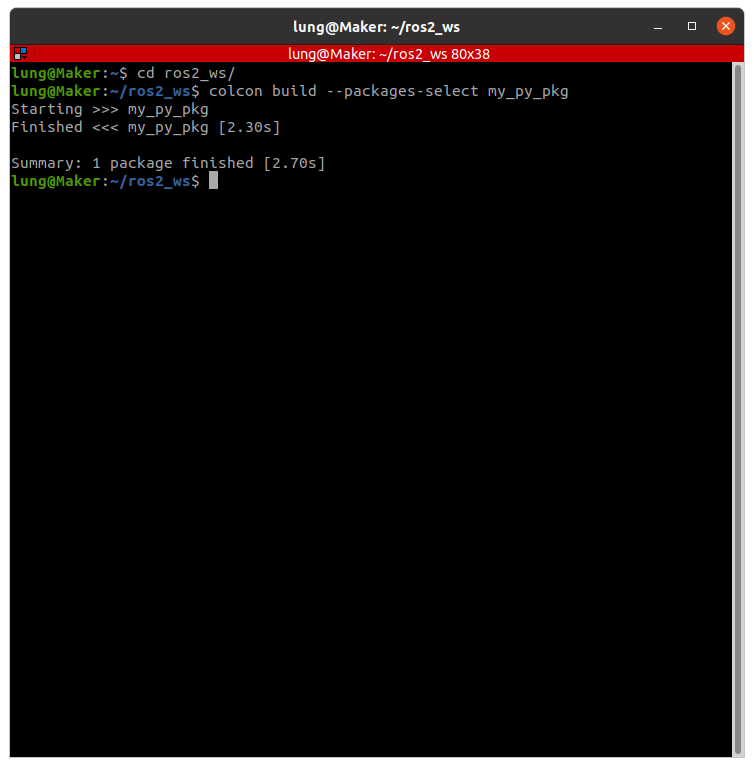 lung@Maker: ~/ros2_ws
lung@Maker: ~/ros2_ws 80x38
lung@Maker:~$ cd ros2_ws/
lung@Maker:~/ros2_ws$ colcon build --packages-select my_py_pkg
Starting >>> my_py_pkg
Finished <<< my_py_pkg [2.30s]
Summary: 1 package finished [2.70s]
lung@Maker:~/ros2_ws$